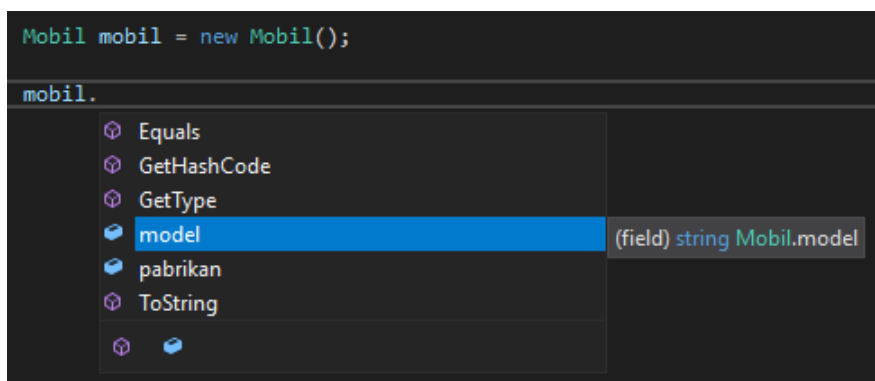 Mobil mobil = new Mobil();
mobil.
Equals
GetHashCode
GetType
model
(field) string Mobil.model
pabrikan
ToString